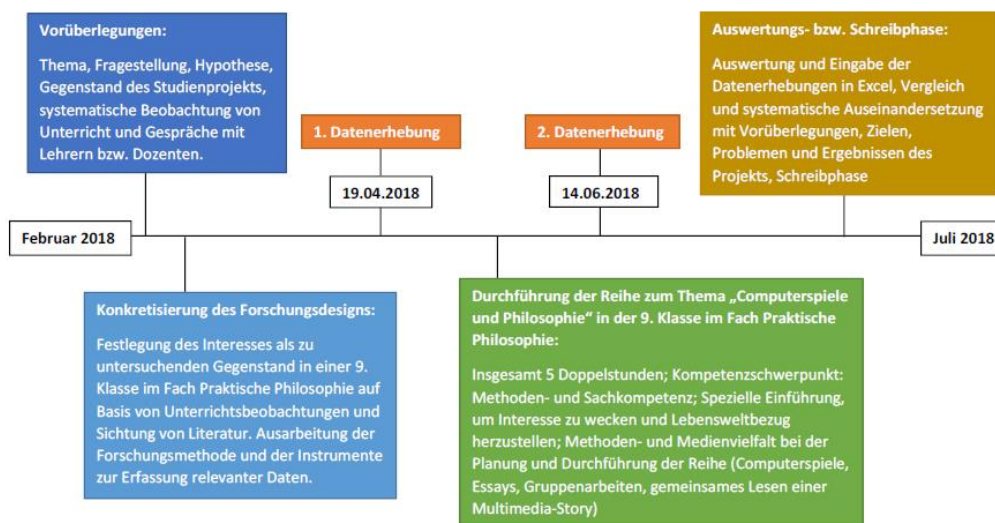 Vorüberlegungen:
Thema, Fragestellung, Hypothese,
Gegenstand des Studienprojekts,
systematische Beobachtung von
Unterricht und Gespräche mit
Lehrern bzw. Dozenten.
1. Datenerhebung
19.04.2018
2. Datenerhebung
14.06.2018
Auswertungs- bzw. Schreibphase:
Auswertung und Eingabe der
Datenerhebungen in Excel, Vergleich
und systematische Auseinandersetzung
mit Vorüberlegungen, Zielen,
Problemen und Ergebnissen des
Projekts, Schreibphase
Februar 2018
Juli 2018
Konkretisierung des Forschungsdesigns:
Festlegung des Interesses als zu
untersuchenden Gegenstand in einer 9.
Klasse im Fach Praktische Philosophie auf
Basis von Unterrichtsbeobachtungen und
Sichtung von Literatur. Ausarbeitung der
Forschungsmethode und der Instrumente
zur Erfassung relevanter Daten.
Durchführung der Reihe zum Thema „Computerspiele
und Philosophie“ in der 9. Klasse im Fach Praktische
Philosophie:
Insgesamt 5 Doppelstunden; Kompetenzschwerpunkt:
Methoden- und Sachkompetenz; Spezielle Einführung,
um Interesse zu wecken und Lebensweltbezug
herzustellen; Methoden- und Medienvielfalt bei der
Planung und Durchführung der Reihe (Computerspiele,
Essays, Gruppenarbeiten, gemeinsames Lesen einer
Multimedia-Story)